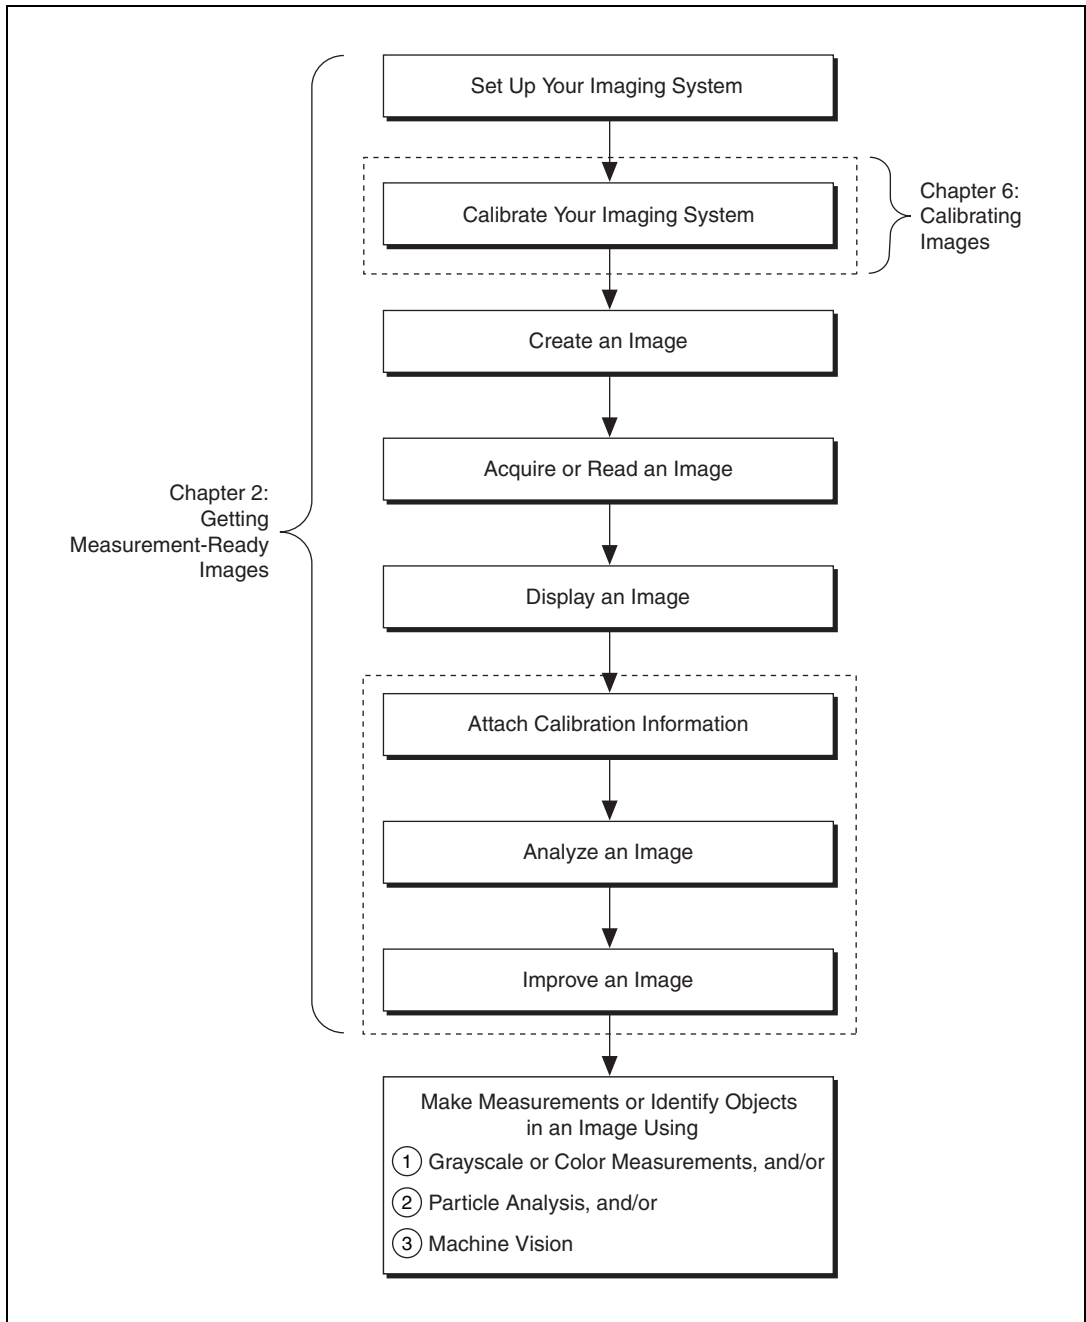 Set Up Your Imaging System
Calibrate Your Imaging System
Chapter 6:
Calibrating
Images
Create an Image
Acquire or Read an Image
Chapter 2:
Getting
Measurement-Ready
Images
Display an Image
Attach Calibration Information
Analyze an Image
Improve an Image
Make Measurements or Identify Objects
in an Image Using
1 Grayscale or Color Measurements, and/or
2 Particle Analysis, and/or
3 Machine Vision